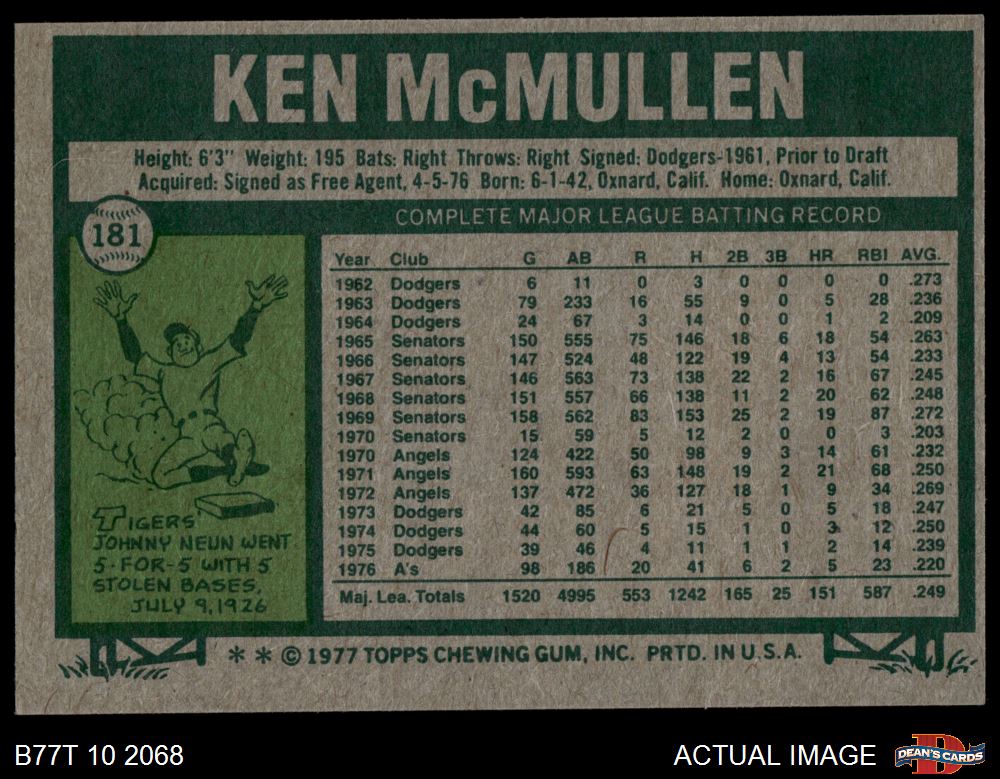 KEN McMULLEN
Height: 6'3" Weight: 195 Bats: Right Throws: Right Signed: Dodgers-1961, Prior to Draft
Acquired: Signed as Free Agent, 4-5-76 Born: 6-1-42, Oxnard, Calif. Home: Oxnard, Calif.
181
COMPLETE MAJOR LEAGUE BATTING RECORD
Year Club G AB R H 2B 3B HR RBI AVG.
1962 Dodgers 6 11 0 3 0 0 0 0 .273
1963 Dodgers 79 233 16 55 9 0 5 28 .236
1964 Dodgers 24 67 3 14 0 0 1 2 .209
1965 Senators 150 555 75 146 18 6 18 54 .263
1966 Senators 147 524 48 122 19 4 13 54 .233
1967 Senators 146 563 73 138 22 2 16 67 .245
1968 Senators 151 557 66 138 11 2 20 62 .248
1969 Senators 158 562 83 153 25 2 19 87 .272
1970 Senators 15 59 5 12 2 0 0 3 .203
1970 Angels 124 422 50 98 9 3 14 61 .232
1971 Angels 160 593 63 148 19 2 21 68 .250
1972 Angels 137 472 36 127 18 1 9 34 .269
1973 Dodgers 42 85 6 21 5 0 5 18 .247
1974 Dodgers 44 60 5 15 1 0 3 12 .250
1975 Dodgers 39 46 4 11 1 1 2 14 .239
1976 A's 98 186 20 41 6 2 5 23 .220
Maj. Lea. Totals 1520 4995 553 1242 165 25 151 587 .249
TIGERS'
JOHNNY NEUN WENT
5-FOR-5 WITH 5
STOLEN BASES,
JULY 9, 1926
* * © 1977 TOPPS CHEWING GUM, INC. PRTD. IN U.S.A.
B77T 10 2068
ACTUAL IMAGE
D
DEAN'S CARDS